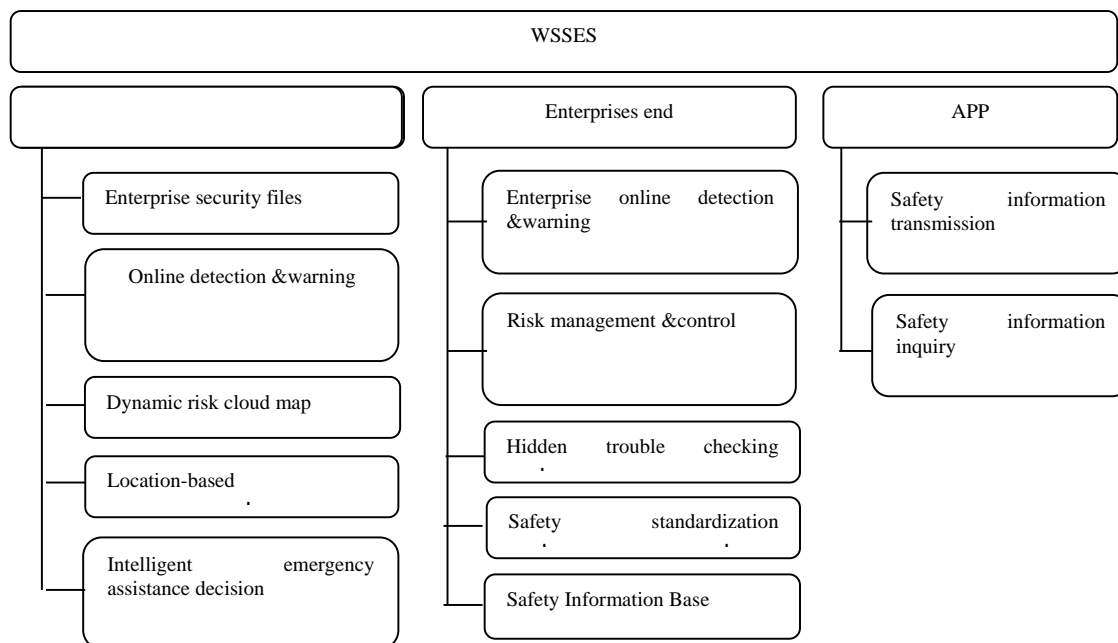 WSSES
Enterprises end
APP
Enterprise security files
Online detection &warning
Dynamic risk cloud map
Location-based
Intelligent emergency
assistance decision
Enterprise online detection
&warning
Risk management &control
Hidden trouble checking
Safety standardization
Safety Information Base
Safety information
transmission
Safety information
inquiry